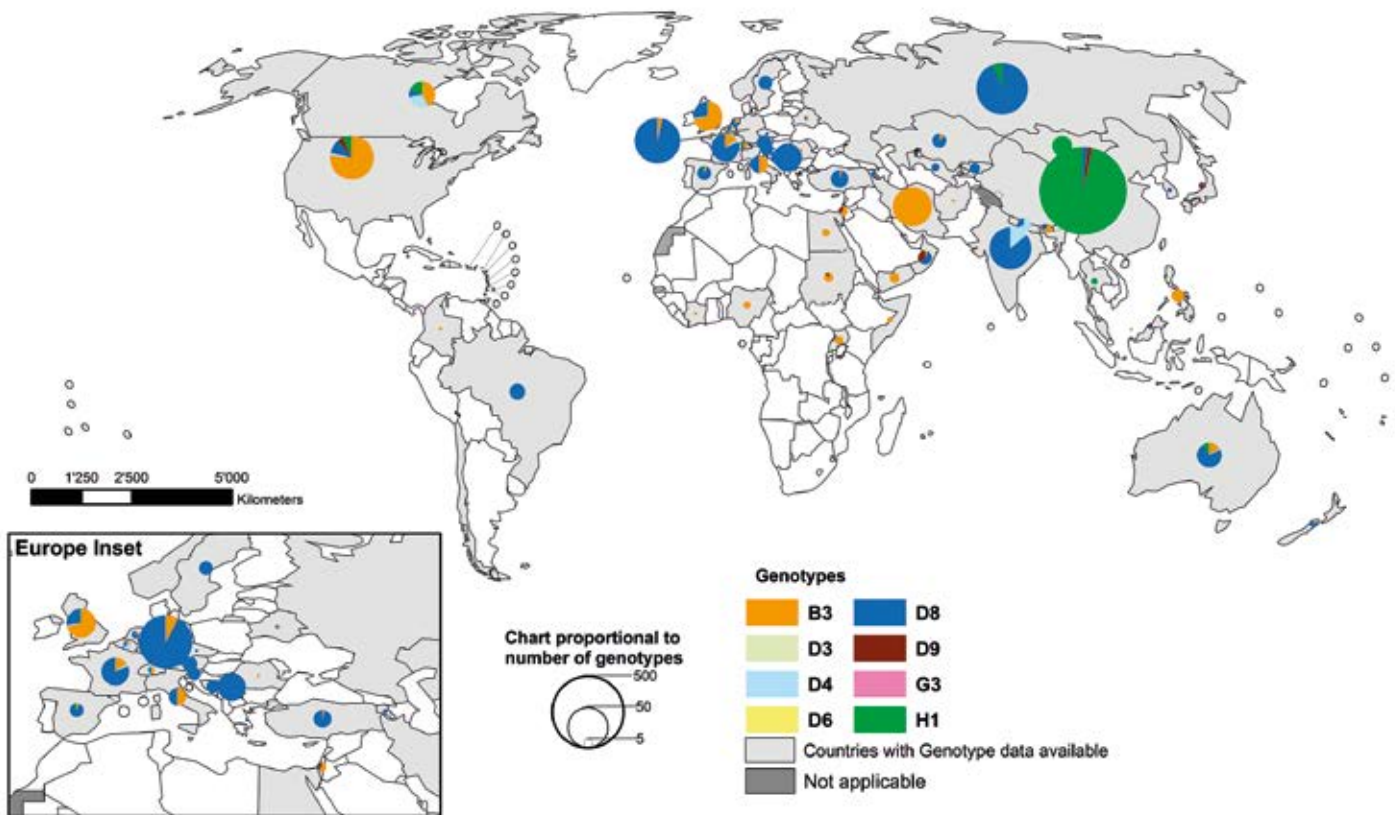 0 1'250 2'500 5'000
Kilometers
Europe Inset
Chart proportional to
number of genotypes
500
50
5
Genotypes
B3 D8
D3 D9
D4 G3
D6 H1
Countries with Genotype data available
Not applicable